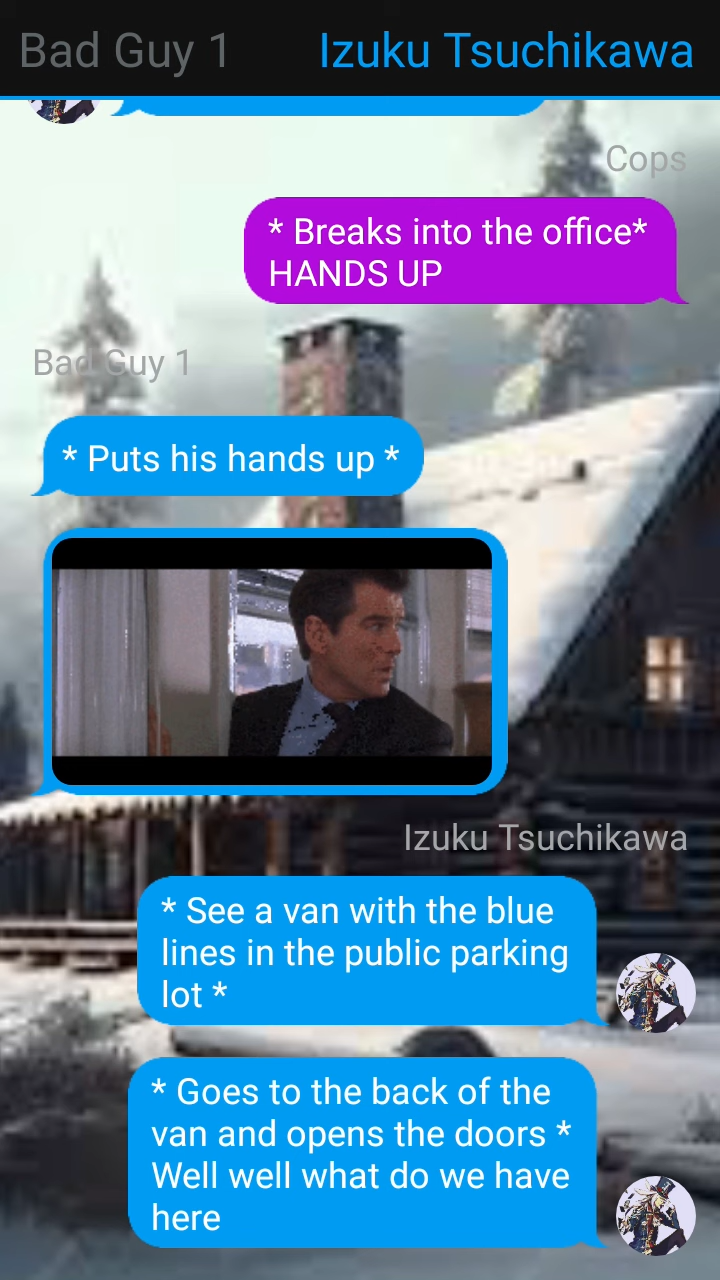 Bad Guy 1 Izuku Tsuchikawa
Cops
* Breaks into the office*
HANDS UP
Bad Guy 1
* Puts his hands up *
Izuku Tsuchikawa
* See a van with the blue
lines in the public parking
lot *
* Goes to the back of the
van and opens the doors *
Well well what do we have
here